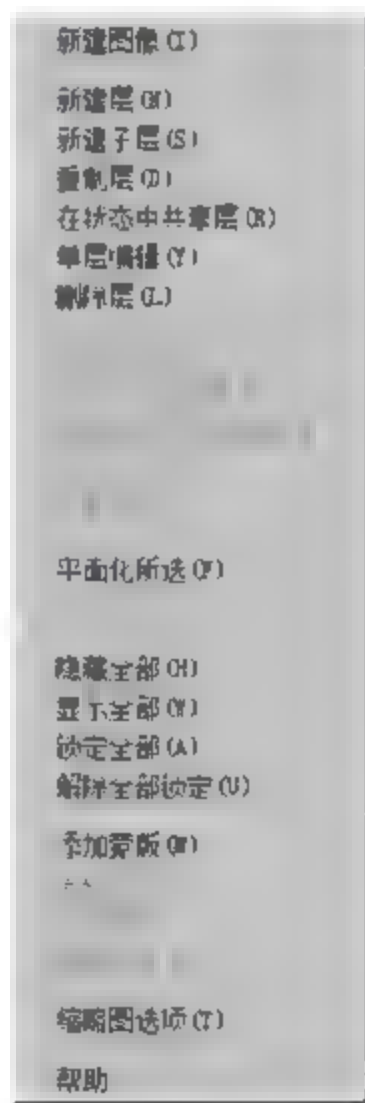 新建图像(I)
新建层(N)
新建子层(S)
重制层(D)
在状态中共享层(R)
单层编辑(Y)
删除层(L)
平面化所选(F)
隐藏全部(H)
显示全部(W)
锁定全部(A)
解除全部锁定(U)
添加蒙版(M)
缩略图选项(T)
帮助